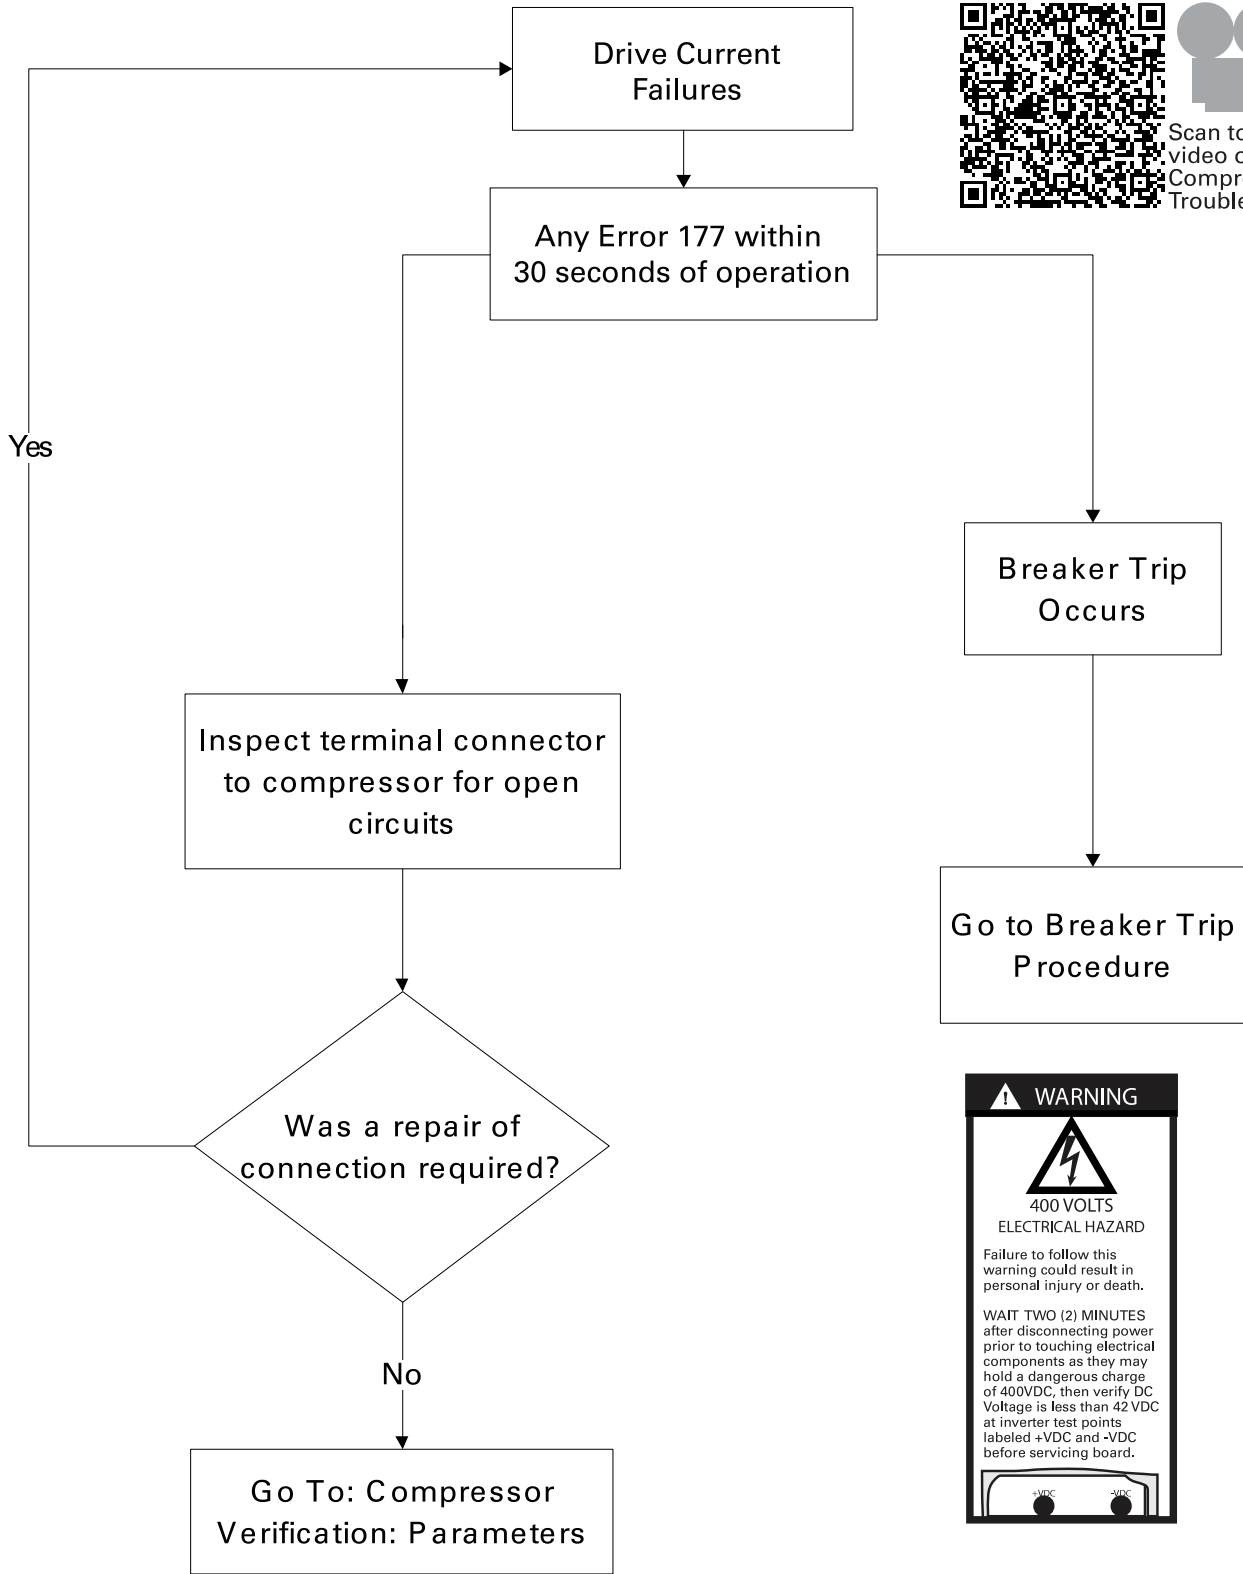 Drive Current
Failures
Scan to
video
Any Error 177 within
30 seconds of operation
Yes
Breaker Trip
Occurs
Inspect terminal connector
to compressor for open
circuits
Go to Breaker Trip
Procedure
Was a repair of
connection required?
No
Go To: Compressor
Verification: Parameters
! WARNING
400 VOLTS
ELECTRICAL HAZARD
Failure to follow this
warning could result in
personal injury or death.
WAIT TWO (2) MINUTES
after disconnecting power
prior to touching electrical
components as they may
hold a dangerous charge
of 400VDC, then verify DC
Voltage is less than 42 VDC
at inverter test points
labeled +VDC and -VDC
before servicing board.
+VDC -VDC